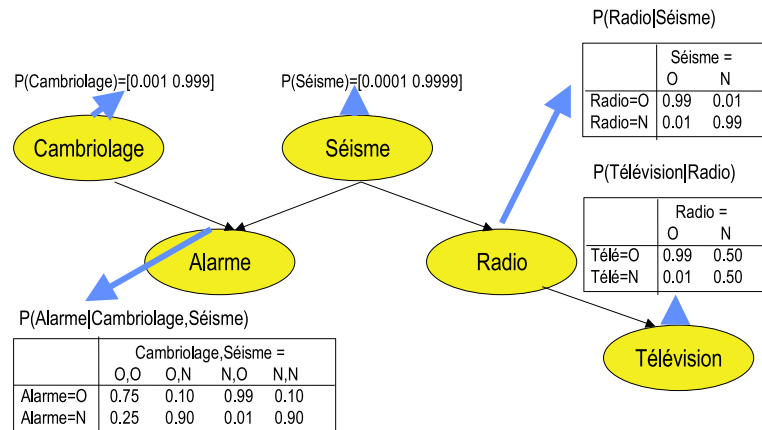 P(Radio|Séisme)
Séisme =
O N
Radio=O 0.99 0.01
Radio=N 0.01 0.99
P(Cambriolage)=[0.001 0.999]
P(Séisme)=[0.0001 0.9999]
Cambriolage
Séisme
P(Télévision|Radio)
Radio =
O N
Télé=O 0.99 0.50
Télé=N 0.01 0.50
Alarme
Radio
P(Alarme|Cambriolage,Séisme)
Cambriolage,Séisme =
O,O O,N N,O N,N
Alarme=O 0.75 0.10 0.99 0.10
Alarme=N 0.25 0.90 0.01 0.90
Télévision